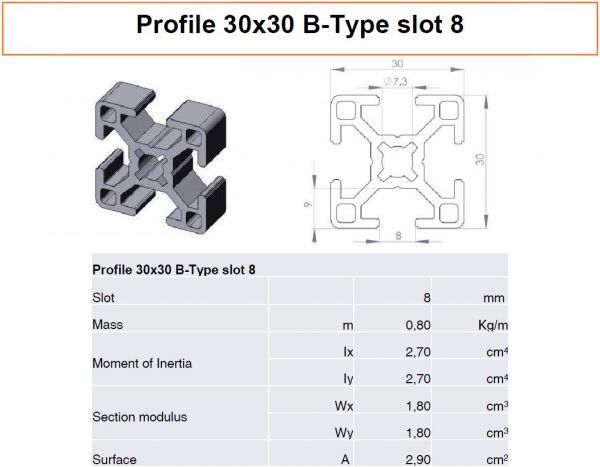 Profile 30x30 B-Type slot 8
30
∅7,3
30
9
8
Profile 30x30 B-Type slot 8
Slot 8 mm
Mass m 0,80 Kg/m
Moment of Inertia
Ix 2,70 cm⁴
Iy 2,70 cm⁴
Section modulus
Wx 1,80 cm³
Wy 1,80 cm³
Surface A 2,90 cm²